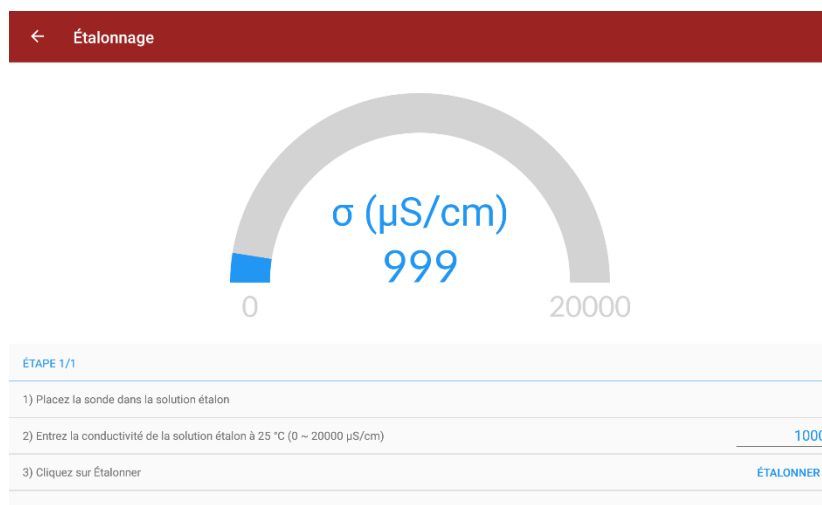 Étalonnage
σ (µS/cm)
999
0 20000
ÉTAPE 1/1
1) Placez la sonde dans la solution étalon
2) Entrez la conductivité de la solution étalon à 25 °C (0 ~ 20000 µS/cm) 1000
3) Cliquez sur Étalonner ÉTALONNER